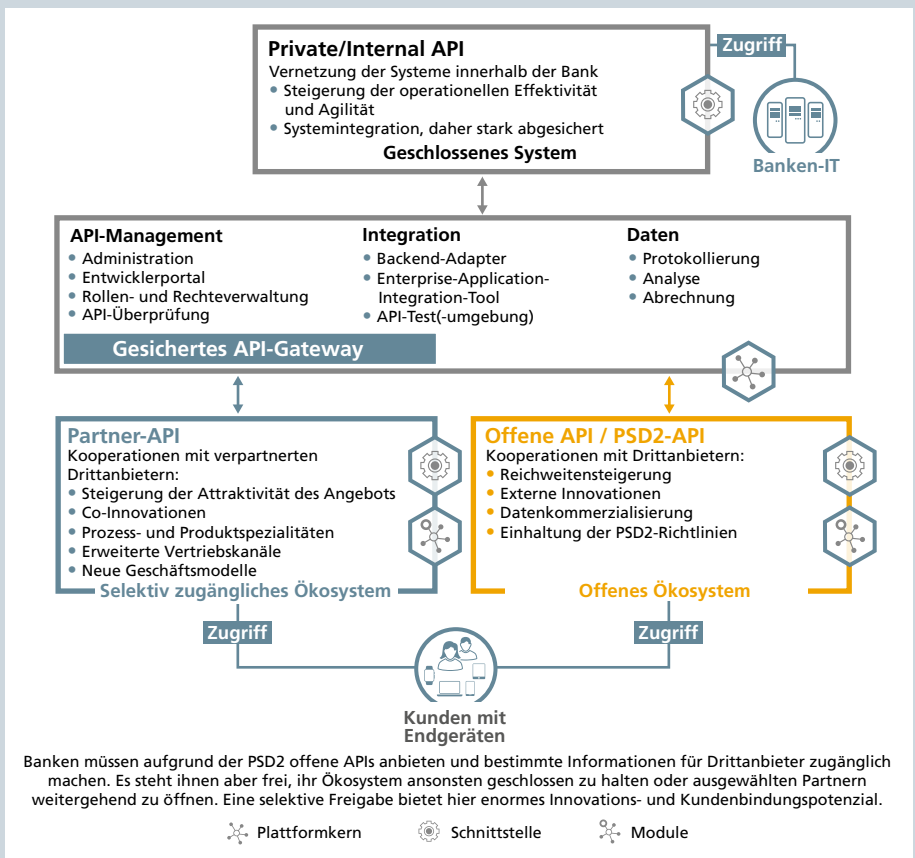 Private/Internal API
Vernetzung der Systeme innerhalb der Bank
• Steigerung der operationellen Effektivität
und Agilität
• Systemintegration, daher stark abgesichert
Geschlossenes System
Zugriff
Banken-IT
API-Management
• Administration
• Entwicklerportal
• Rollen- und Rechteverwaltung
• API-Überprüfung
Integration
• Backend-Adapter
• Enterprise-Application-
Integration-Tool
• API-Test(-umgebung)
Daten
• Protokollierung
• Analyse
• Abrechnung
Gesichertes API-Gateway
Partner-API
Kooperationen mit verpartnerten
Drittanbietern:
• Steigerung der Attraktivität des Angebots
• Co-Innovationen
• Prozess- und Produktspezialitäten
• Erweiterte Vertriebskanäle
• Neue Geschäftsmodelle
Selektiv zugängliches Ökosystem
Offene API / PSD2-API
Kooperationen mit Drittanbietern:
• Reichweitensteigerung
• Externe Innovationen
• Datenkommerzialisierung
• Einhaltung der PSD2-Richtlinien
Offenes Ökosystem
Zugriff
Zugriff
Kunden mit
Endgeräten
Banken müssen aufgrund der PSD2 offene APIs anbieten und bestimmte Informationen für Drittanbieter zugänglich
machen. Es steht ihnen aber frei, ihr Ökosystem ansonsten geschlossen zu halten oder ausgewählten Partnern
weitergehend zu öffnen. Eine selektive Freigabe bietet hier enormes Innovations- und Kundenbindungspotenzial.
Plattformkern
Schnittstelle
Module